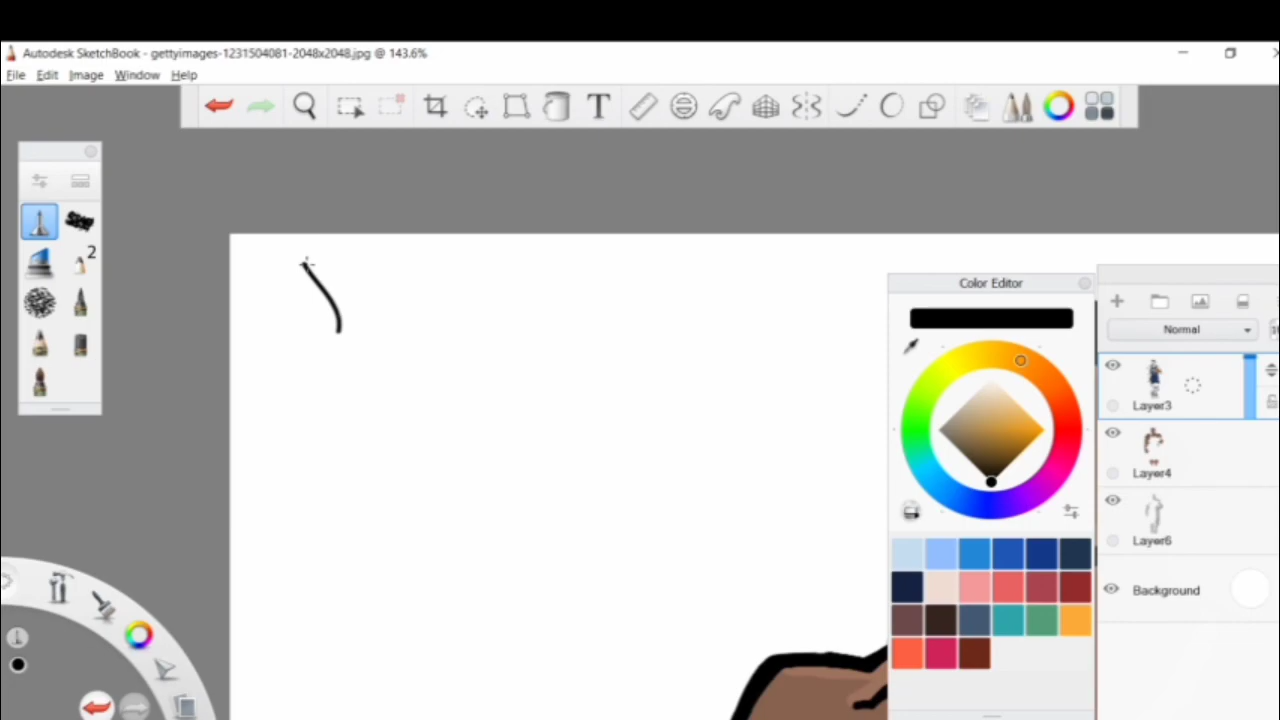 Autodesk SketchBook - gettyimages-1231504081-2048x2048.jpg @ 143.6%
File Edit Image Window Help
T
2
Color Editor
Normal
Layer3
Layer4
Layer6
Background